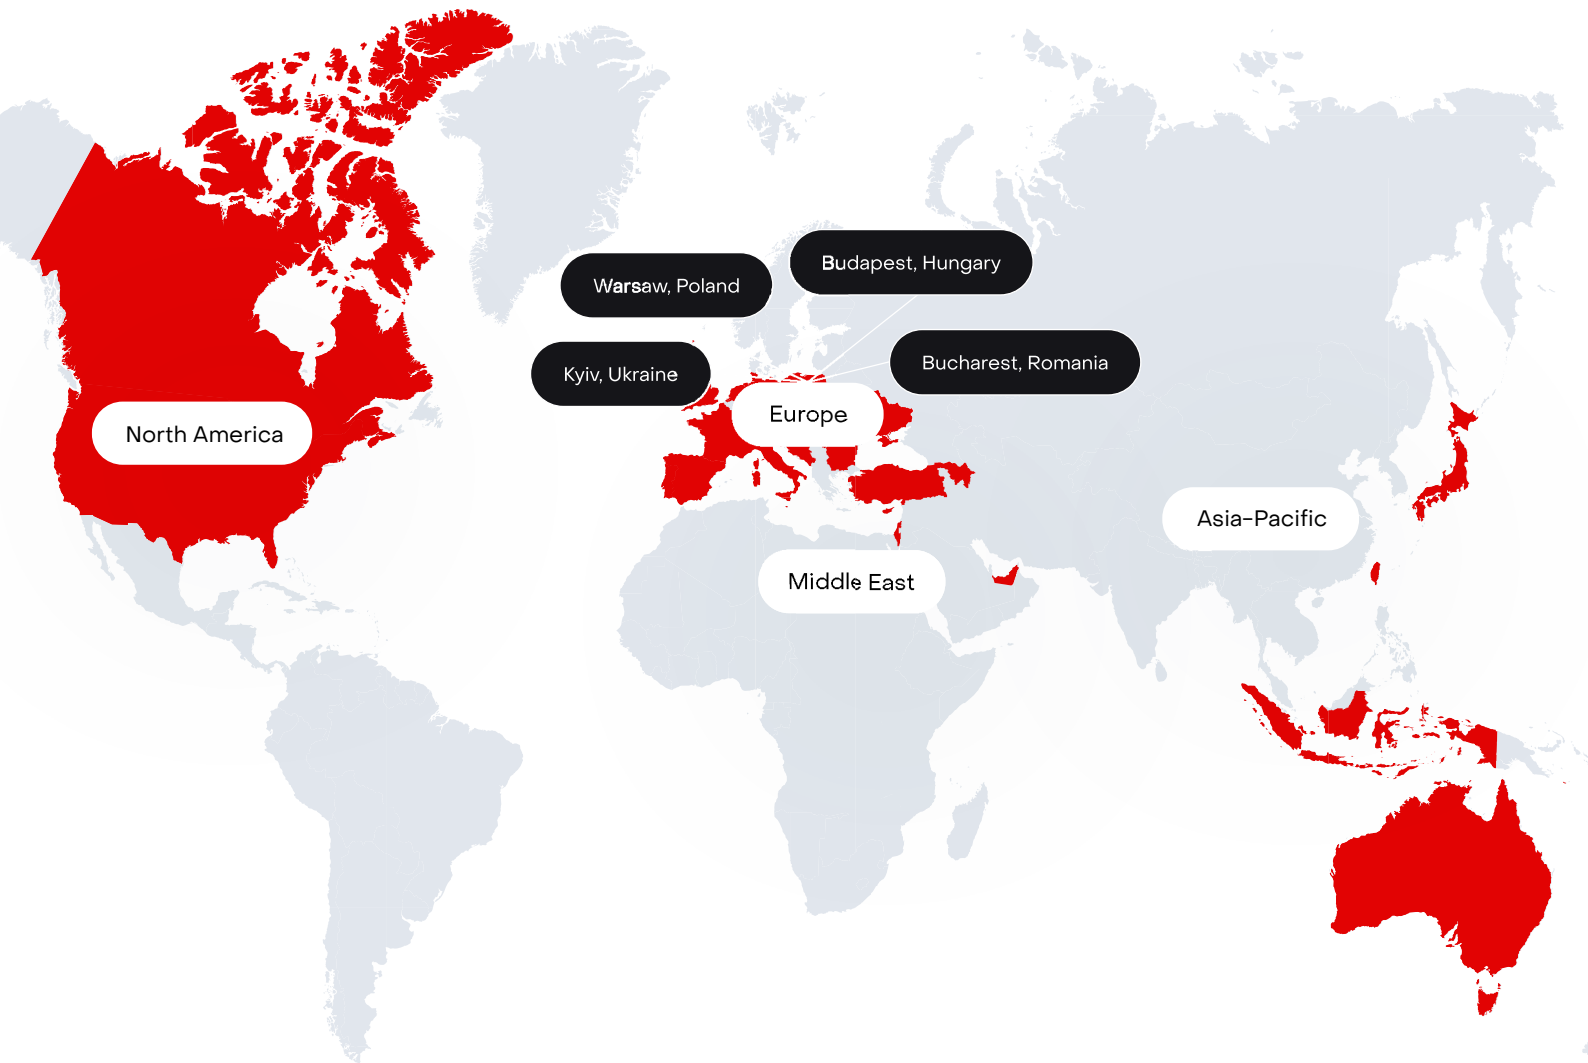 Budapest, Hungary
Warsaw, Poland
Bucharest, Romania
Kyiv, Ukraine
Europe
North America
Asia-Pacific
Middle East